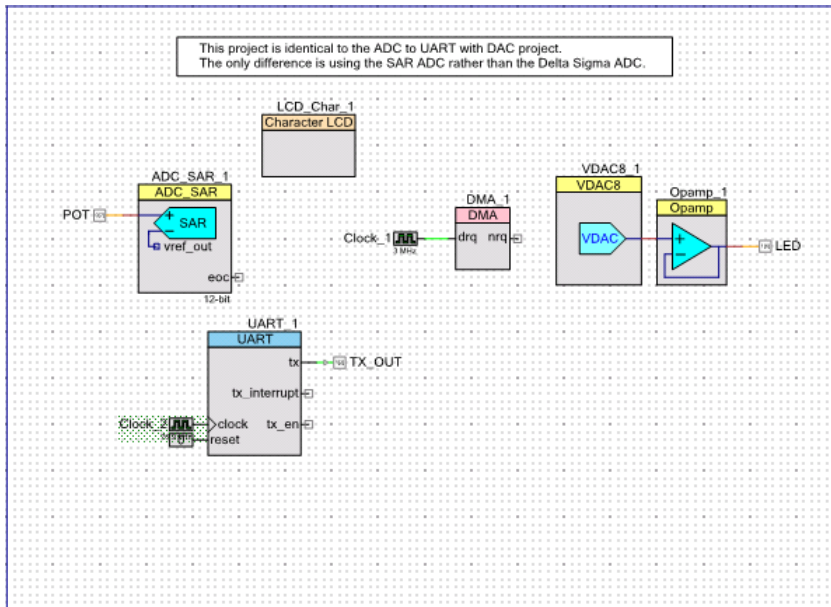 This project is identical to the ADC to UART with DAC project.
The only difference is using the SAR ADC rather than the Delta Sigma ADC.
LCD_Char_1
Character LCD
ADC_SAR_1
ADC_SAR
POT
SAR
vref_out
eoc
12-bit
DMA_1
DMA
Clock_1
3 MHz
drq nrq
VDAC8_1
VDAC8
VDAC
Opamp_1
Opamp
LED
UART_1
UART
tx
TX_OUT
tx_interrupt
Clock_2
clock
tx_en
0
reset